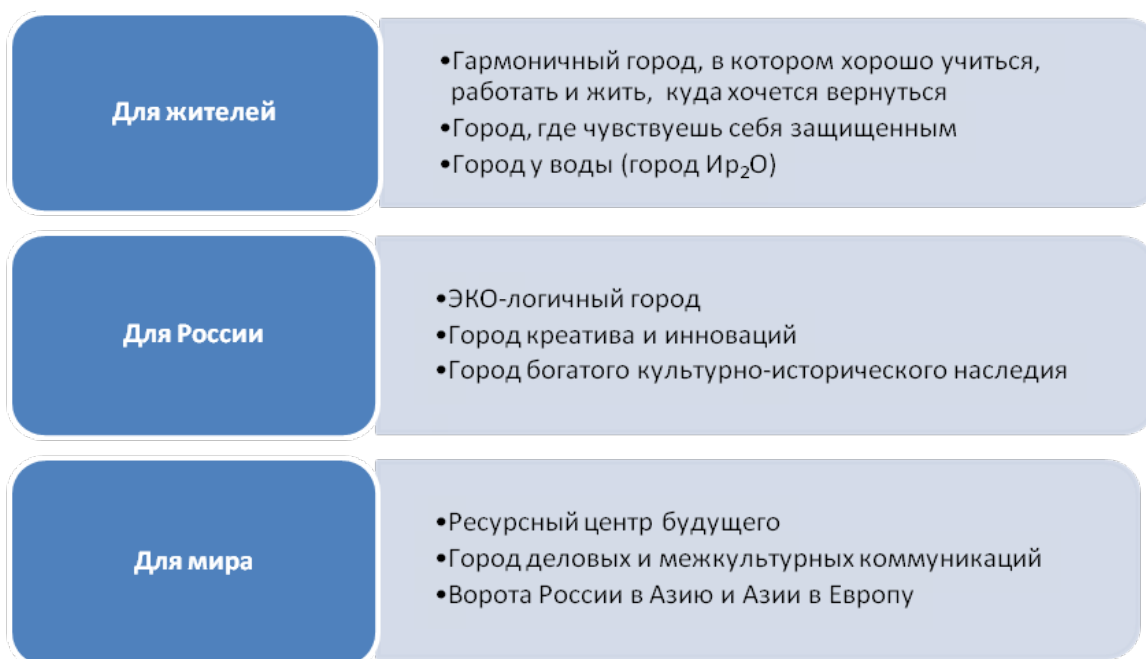 Для жителей
•Гармоничный город, в котором хорошо учиться,
работать и жить, куда хочется вернуться
•Город, где чувствуешь себя защищенным
•Город у воды (город Ир₂О)
Для России
•ЭКО-логичный город
•Город креатива и инноваций
•Город богатого культурно-исторического наследия
Для мира
•Ресурсный центр будущего
•Город деловых и межкультурных коммуникаций
•Ворота России в Азию и Азии в Европу